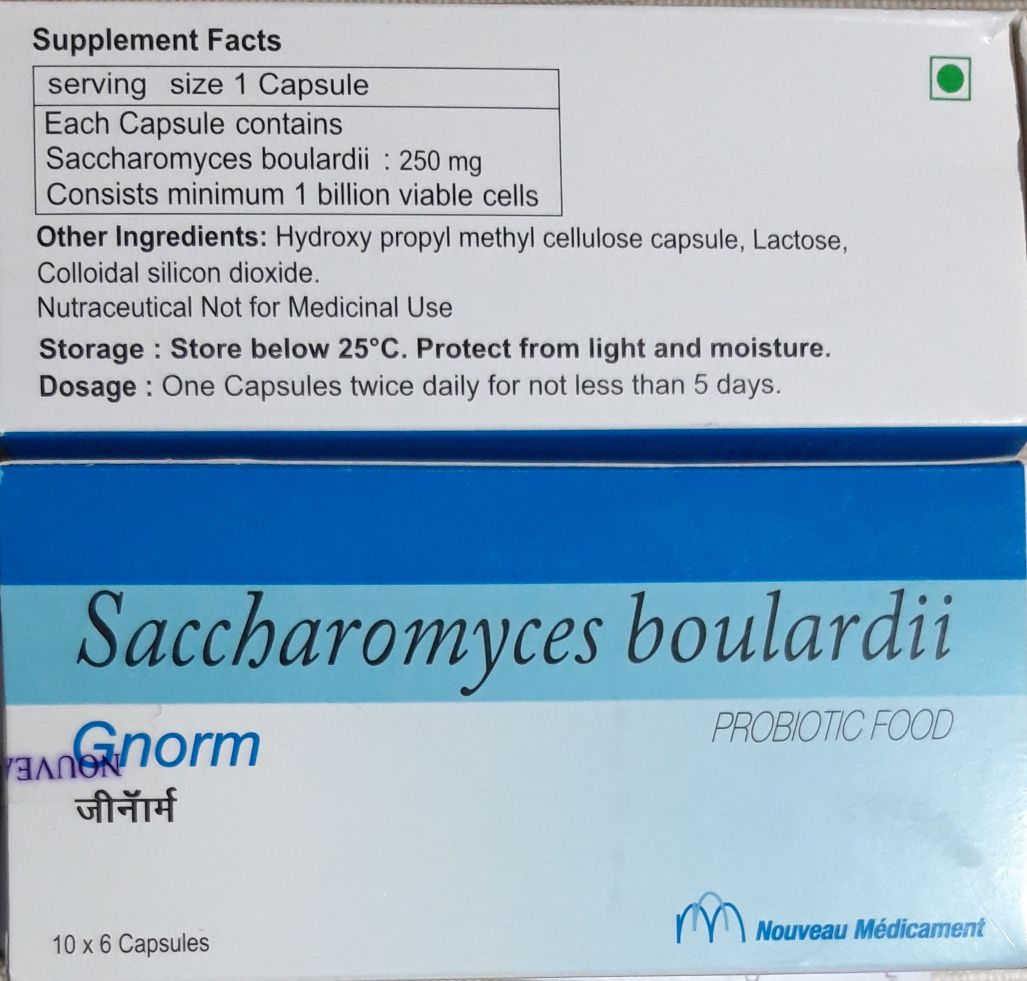 Supplement Facts
serving size 1 Capsule
Each Capsule contains
Saccharomyces boulardii : 250 mg
Consists minimum 1 billion viable cells
Other Ingredients: Hydroxy propyl methyl cellulose capsule, Lactose,
Colloidal silicon dioxide.
Nutraceutical Not for Medicinal Use
Storage : Store below 25°C. Protect from light and moisture.
Dosage : One Capsules twice daily for not less than 5 days.
Saccharomyces boulardii
PROBIOTIC FOOD
Gnorm
जीनॉर्म
10 x 6 Capsules
Nouveau Médicament